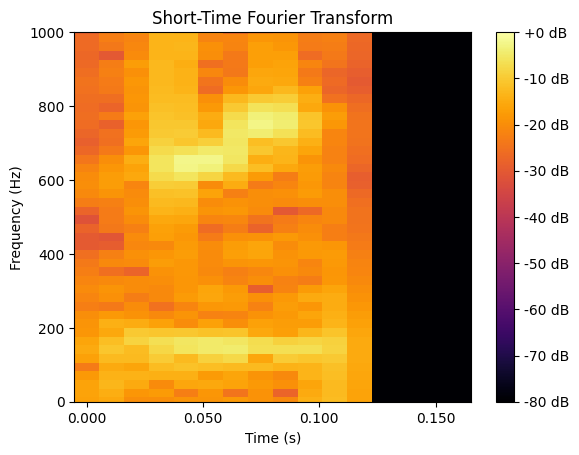 Short-Time Fourier Transform
1000
800
600
400
200
0
Frequency (Hz)
0.000
0.050
0.100
0.150
Time (s)
+0 dB
-10 dB
-20 dB
-30 dB
-40 dB
-50 dB
-60 dB
-70 dB
-80 dB